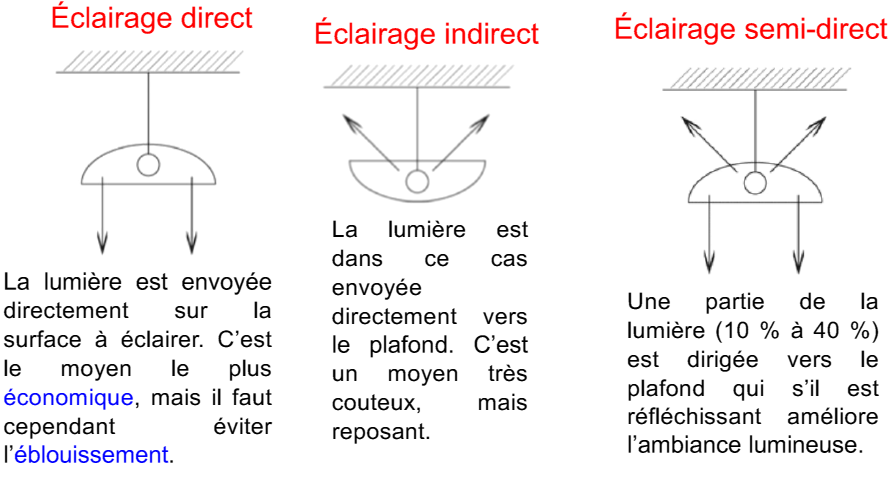 Éclairage direct
La lumière est envoyée
directement sur la
surface à éclairer. C’est
le moyen le plus
économique, mais il faut
cependant éviter
l’éblouissement.
Éclairage indirect
La lumière est
dans ce cas
envoyée
directement vers
le plafond. C’est
un moyen très
couteux, mais
reposant.
Éclairage semi-direct
Une partie de la
lumière (10 % à 40 %)
est dirigée vers le
plafond qui s’il est
réfléchissant améliore
l’ambiance lumineuse.